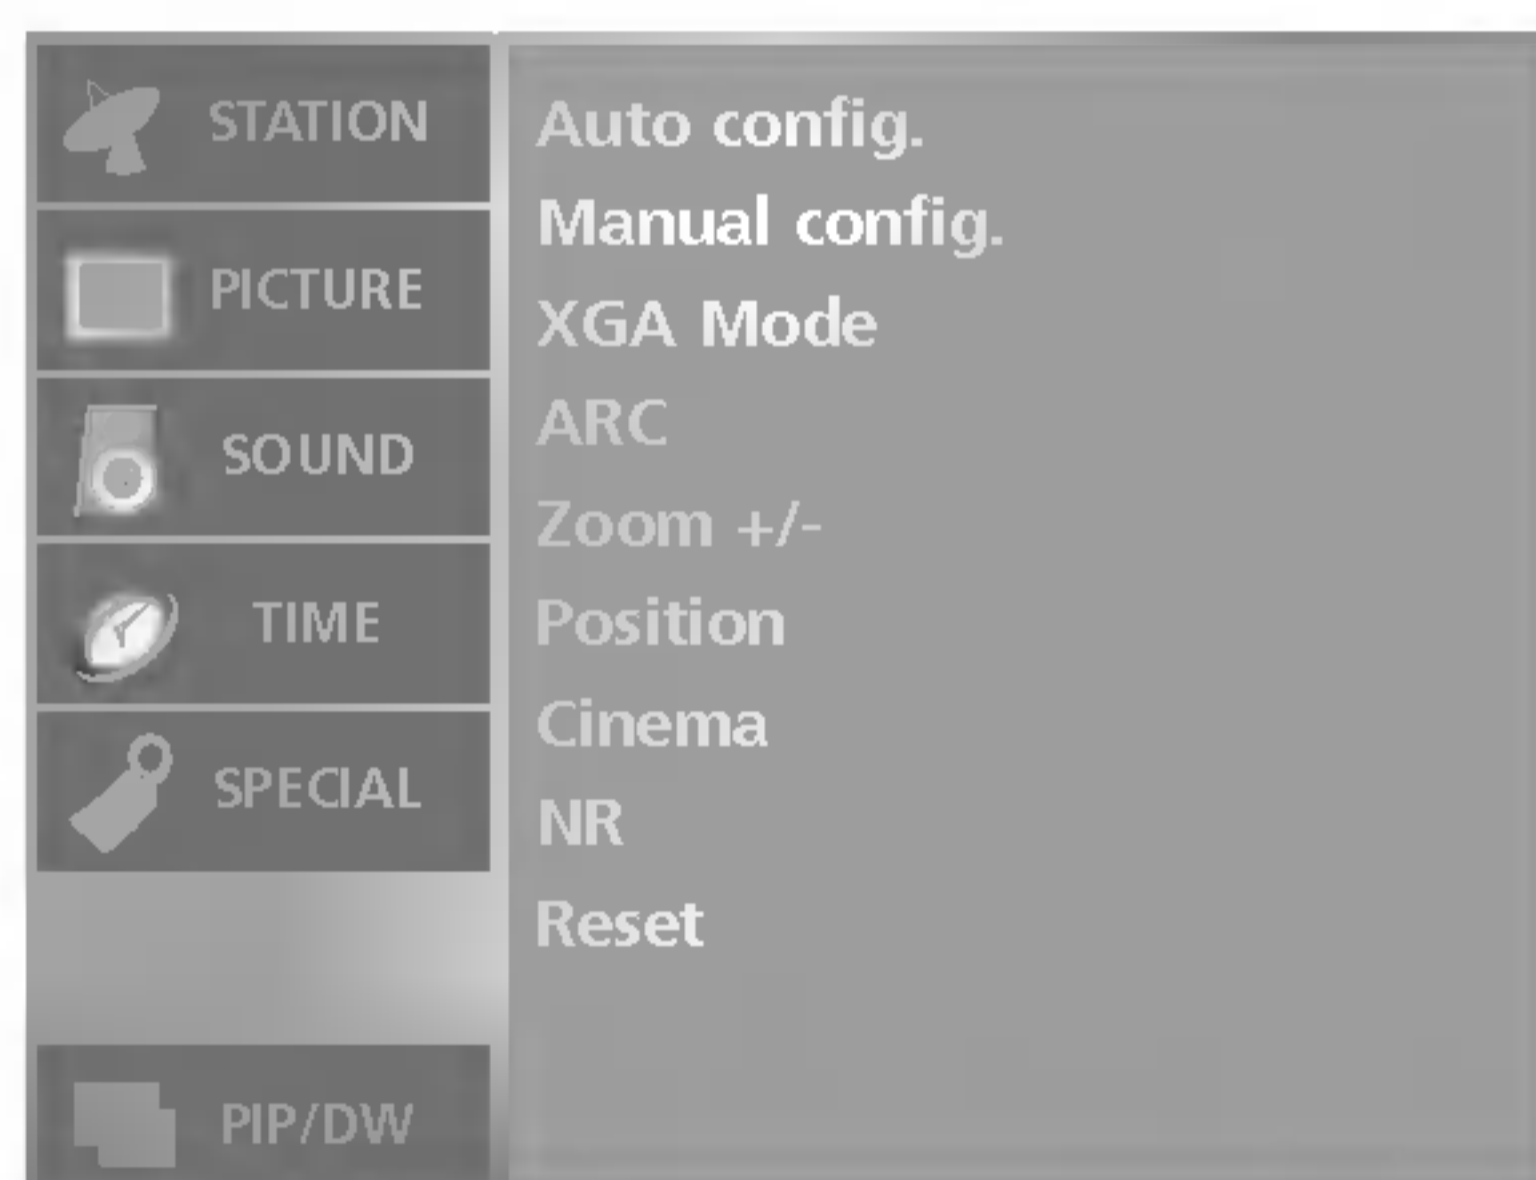 STATION
PICTURE
SOUND
TIME
SPECIAL
PIP/DW
Auto config.
Manual config.
XGA Mode
ARC
Zoom +/-
Position
Cinema
NR
Reset